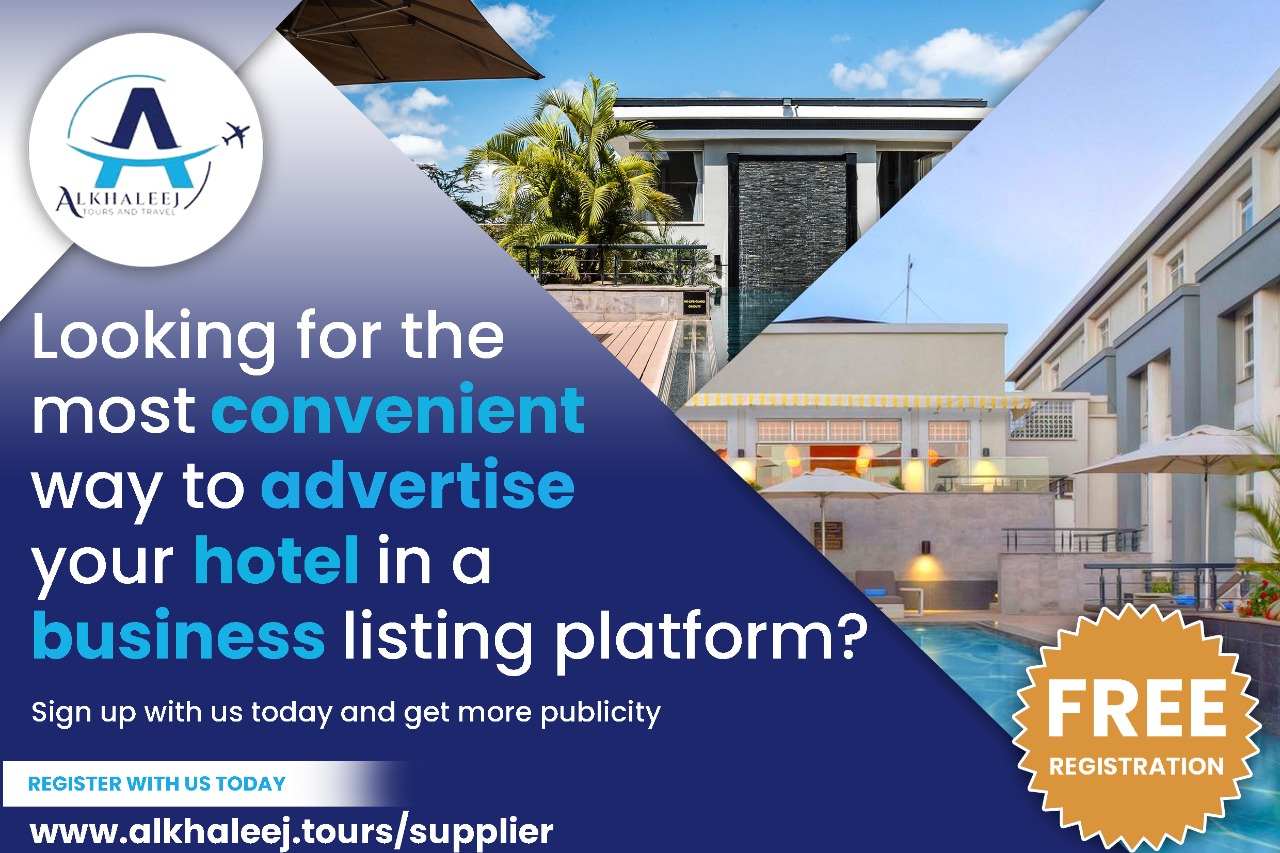 ALKHALEEJ
TOURS AND TRAVEL
Looking for the
most convenient
way to advertise
your hotel in a
business listing platform?
Sign up with us today and get more publicity
REGISTER WITH US TODAY
www.alkhaleej.tours/supplier
FREE
REGISTRATION